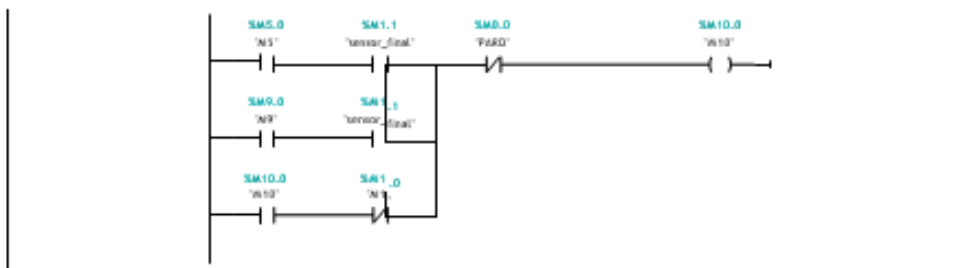 %M5.0 %M1.1 %M0.0 %M10.0
"M5" "sensor_final" "PARO" "M10"
%M9.0 %M1.1
"M9" "sensor_final"
%M10.0 %M1.0
"M10" "M1"